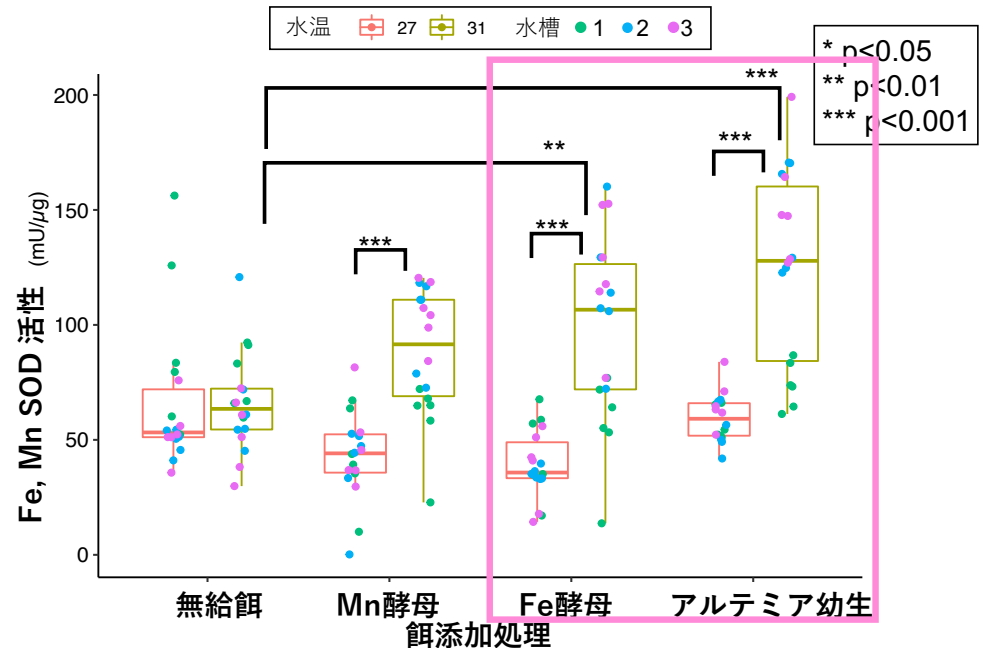 水温 27 31 水槽 1 2 3
* p<0.05
** p<0.01
*** p<0.001
Fe, Mn SOD 活性 (mU/μg)
200
150
100
50
0
***
**
***
***
***
無給餌 Mn酵母 Fe酵母 アルテミア幼生
餌添加処理